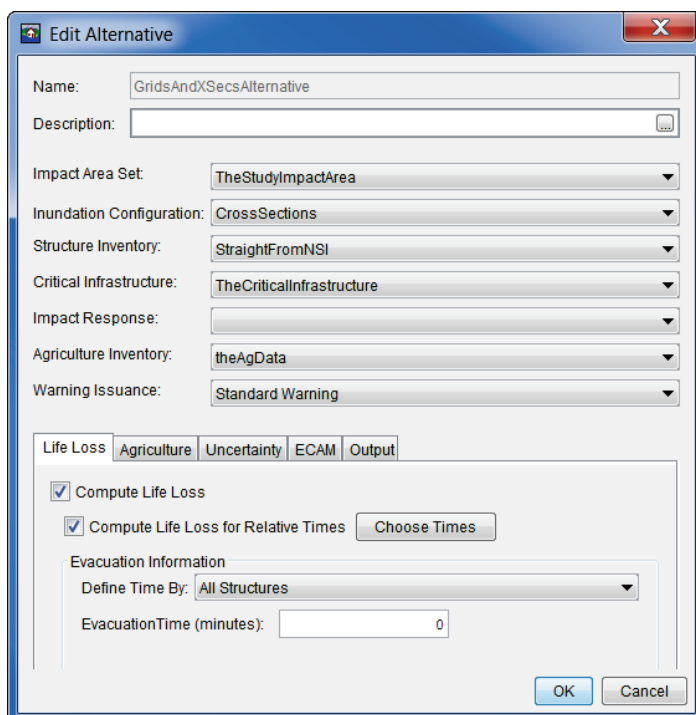 Edit Alternative
Name: GridsAndXSecsAlternative
Description: ...
Impact Area Set: TheStudyImpactArea
Inundation Configuration: CrossSections
Structure Inventory: StraightFromNSI
Critical Infrastructure: TheCriticalInfrastructure
Impact Response:
Agriculture Inventory: theAgData
Warning Issuance: Standard Warning
Life Loss Agriculture Uncertainty ECAM Output
Compute Life Loss
Compute Life Loss for Relative Times Choose Times
Evacuation Information
Define Time By: All Structures
EvacuationTime (minutes): 0
OK Cancel